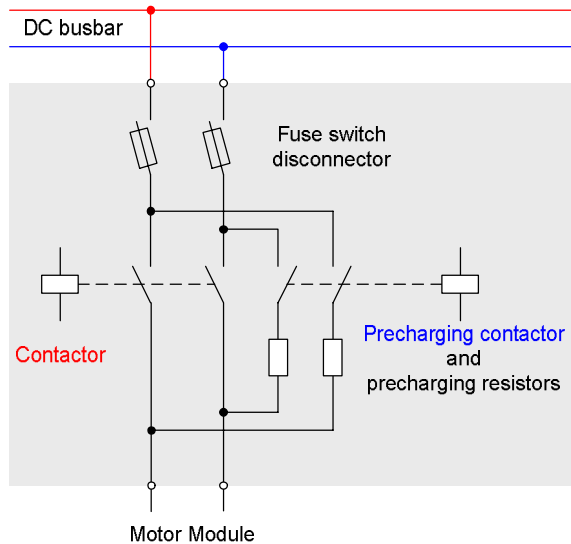 DC busbar
Fuse switch
disconnector
Contactor
Precharging contactor
and
precharging resistors
Motor Module